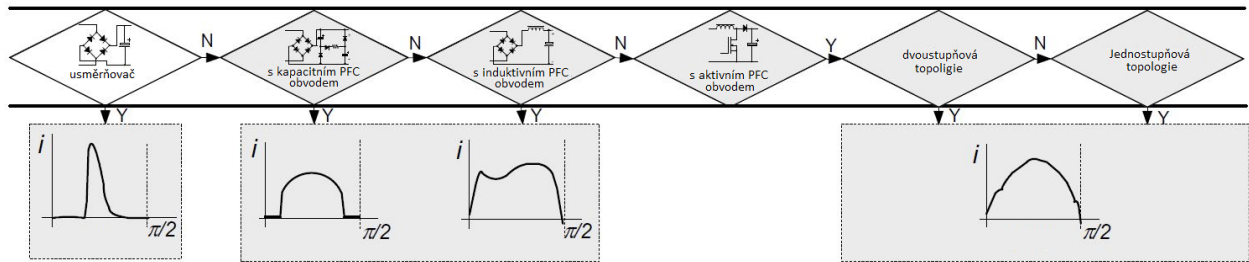 usměrňovač
N
s kapacitním PFC
obvodem
N
s induktivním PFC
obvodem
N
s aktivním PFC
obvodem
Y
dvoustupňová
topoligie
N
Jednostupňová
topologie
Y
Y
Y
Y
Y
i
π/2
i
π/2
i
π/2
i
π/2